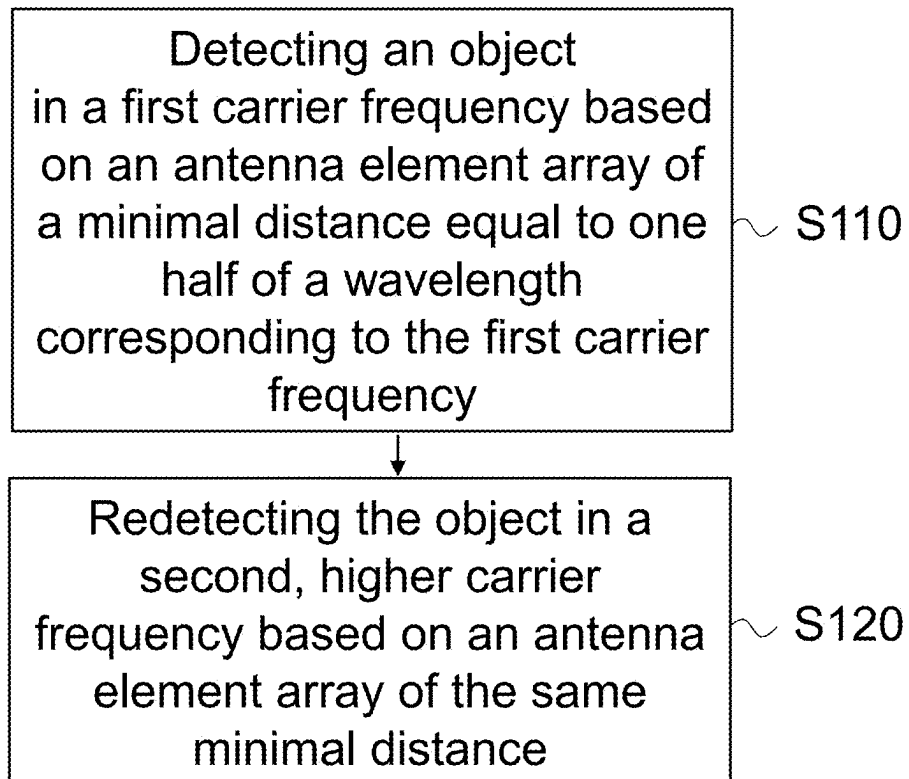 Detecting an object
in a first carrier frequency based
on an antenna element array of
a minimal distance equal to one
half of a wavelength
corresponding to the first carrier
frequency
S110
Redetecting the object in a
second, higher carrier
frequency based on an antenna
element array of the same
minimal distance
S120